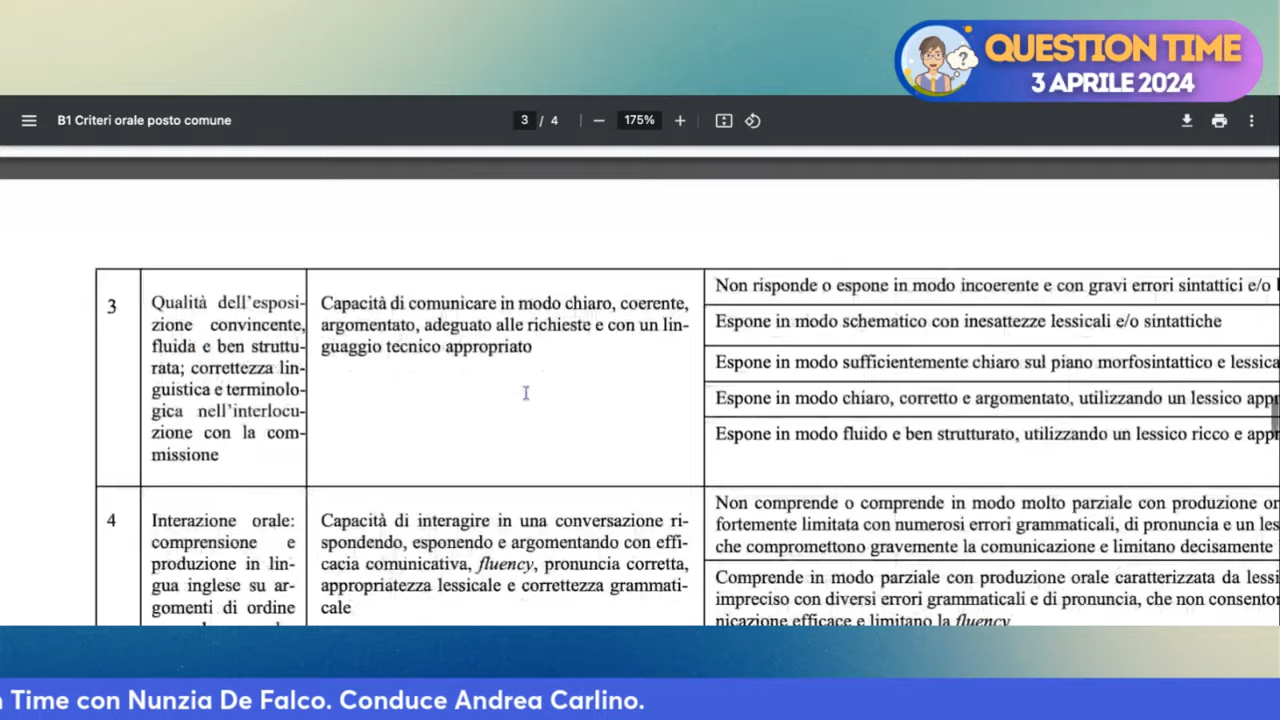 QUESTION TIME
3 APRILE 2024
?
B1 Criteri orale posto comune
3 / 4
175%
3
Qualità dell'esposi-
zione convincente,
fluida e ben struttu-
rata; correttezza lin-
guistica e terminolo-
gica nell'interlocu-
zione con la com-
missione
Capacità di comunicare in modo chiaro, coerente,
argomentato, adeguato alle richieste e con un lin-
guaggio tecnico appropriato
Non risponde o espone in modo incoerente e con gravi errori sintattici e/o
Espone in modo schematico con inesattezze lessicali e/o sintattiche
Espone in modo sufficientemente chiaro sul piano morfosintattico e lessica
Espone in modo chiaro, corretto e argomentato, utilizzando un lessico appr
Espone in modo fluido e ben strutturato, utilizzando un lessico ricco e appr
4
Interazione orale:
comprensione e
produzione in lin-
gua inglese su ar-
gomenti di ordine
Capacità di interagire in una conversazione ri-
spondendo, esponendo e argomentando con effi-
cacia comunicativa, fluency, pronuncia corretta,
appropriatezza lessicale e correttezza grammati-
cale
Non comprende o comprende in modo molto parziale con produzione or
fortemente limitata con numerosi errori grammaticali, di pronuncia e un les
che compromettono gravemente la comunicazione e limitano decisamente
Comprende in modo parziale con produzione orale caratterizzata da lessi
impreciso con diversi errori grammaticali e di pronuncia, che non consenton
nicazione efficace e limitano la fluency
n Time con Nunzia De Falco. Conduce Andrea Carlino.